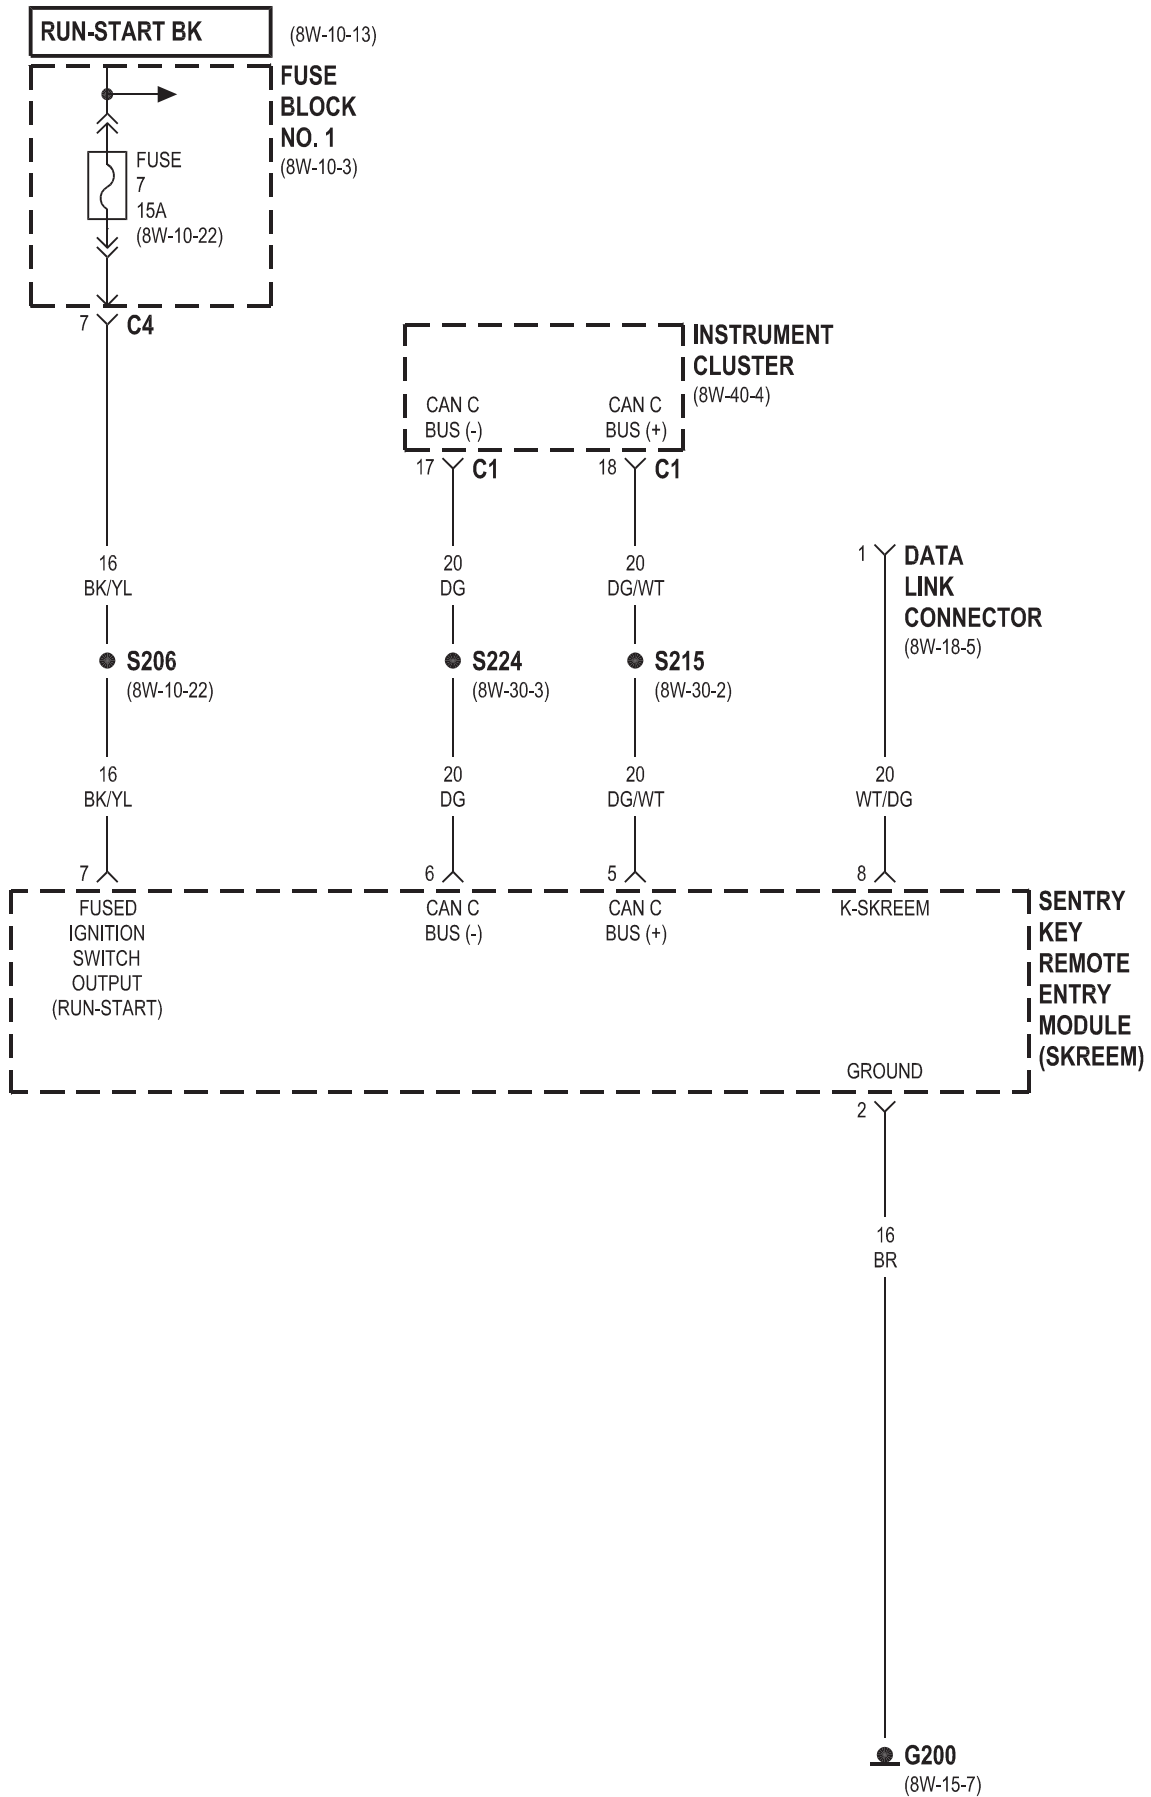 RUN-START BK
(8W-10-13)
FUSE
BLOCK
NO. 1
(8W-10-3)
FUSE
7
15A
(8W-10-22)
7
C4
INSTRUMENT
CLUSTER
(8W-40-4)
CAN C
BUS (-)
CAN C
BUS (+)
17
C1
18
C1
16
BK/YL
20
DG
20
DG/WT
1
DATA
LINK
CONNECTOR
(8W-18-5)
S206
(8W-10-22)
S224
(8W-30-3)
S215
(8W-30-2)
16
BK/YL
20
DG
20
DG/WT
20
WT/DG
7
6
5
8
FUSED
IGNITION
SWITCH
OUTPUT
(RUN-START)
CAN C
BUS (-)
CAN C
BUS (+)
K-SKREEM
SENTRY
KEY
REMOTE
ENTRY
MODULE
(SKREEM)
GROUND
2
16
BR
G200
(8W-15-7)